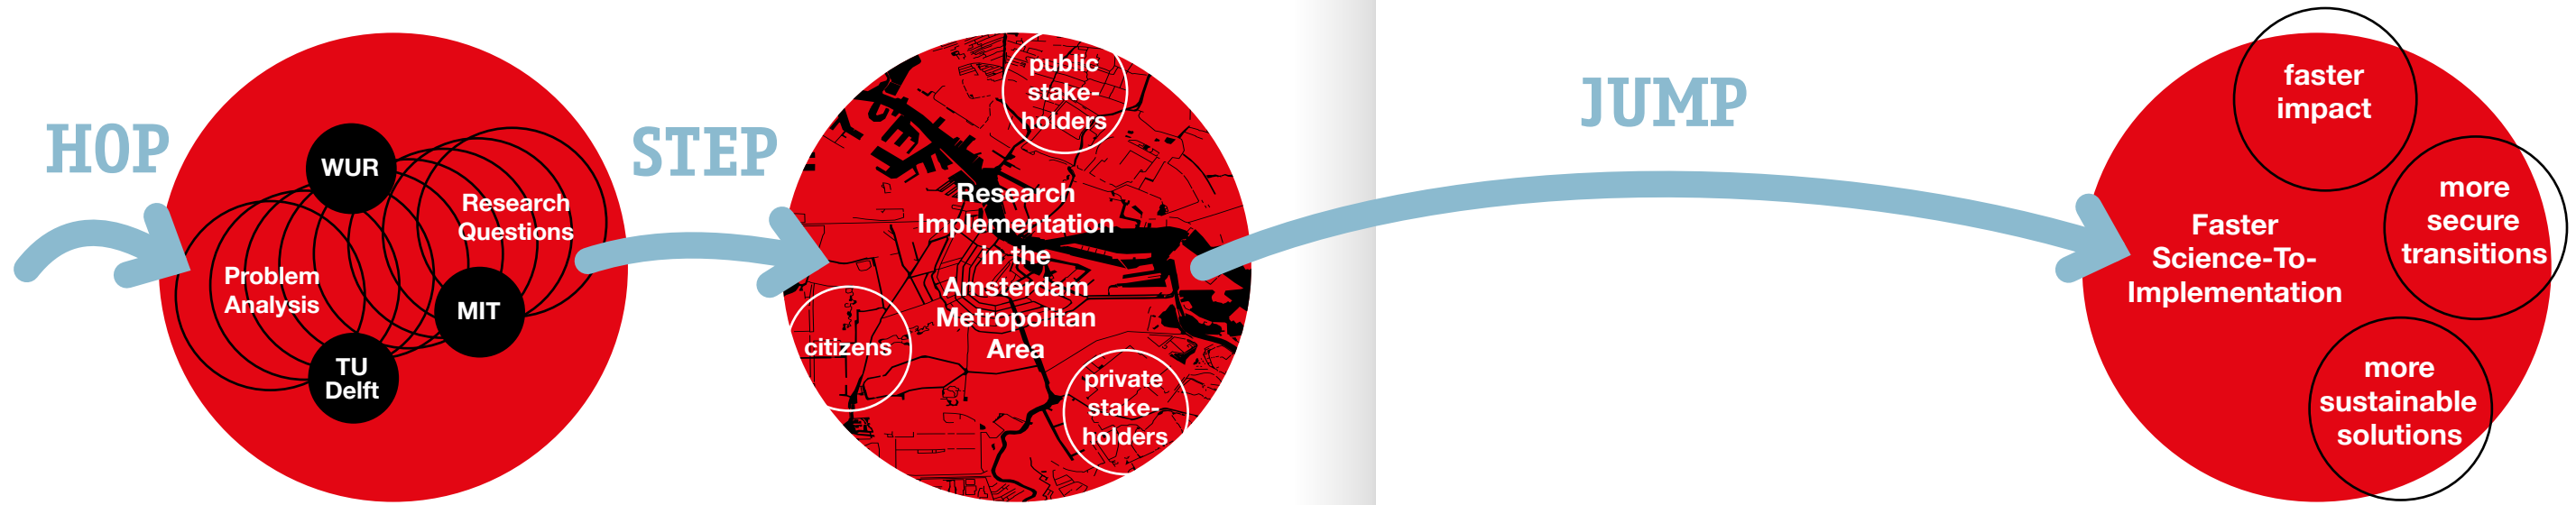 HOP
WUR
Research
Questions
Problem
Analysis
MIT
TU
Delft
STEP
public
stake-
holders
Research
Implementation
in the
Amsterdam
Metropolitan
Area
citizens
private
stake-
holders
JUMP
faster
impact
more
secure
transitions
Faster
Science-To-
Implementation
more
sustainable
solutions